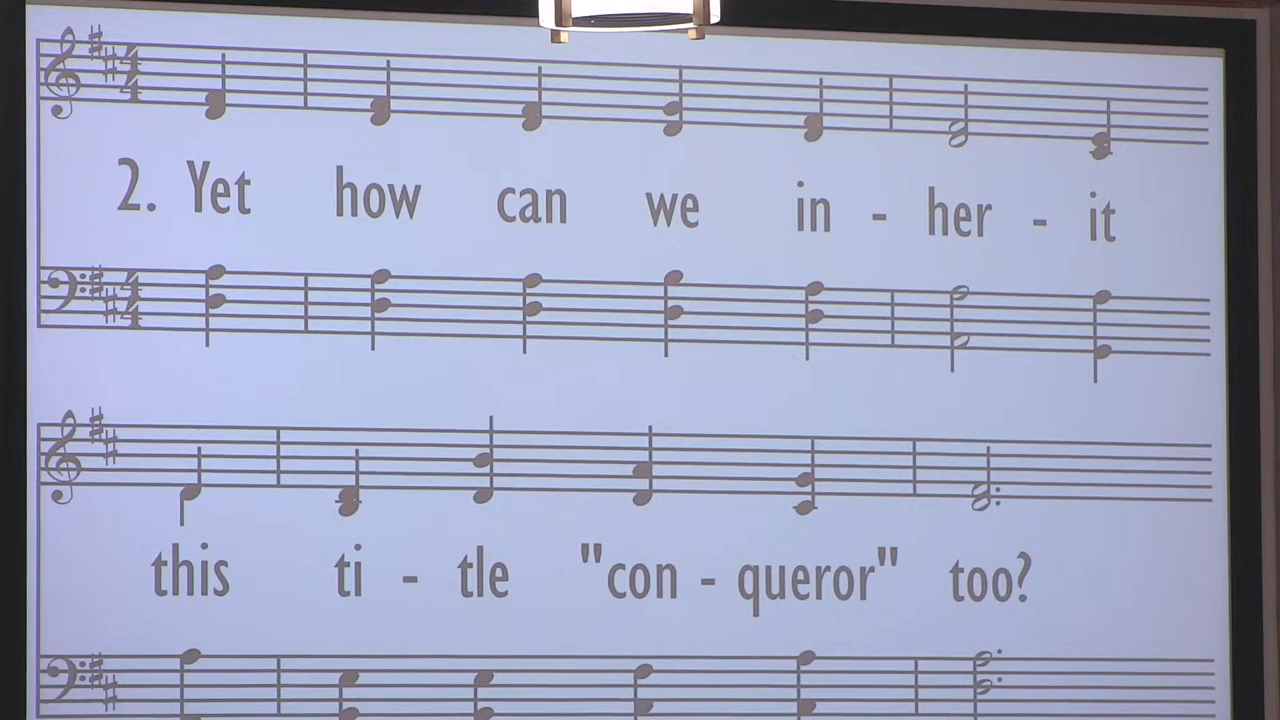 2. Yet how can we in - her - it
this ti - tle "con - queror" too?